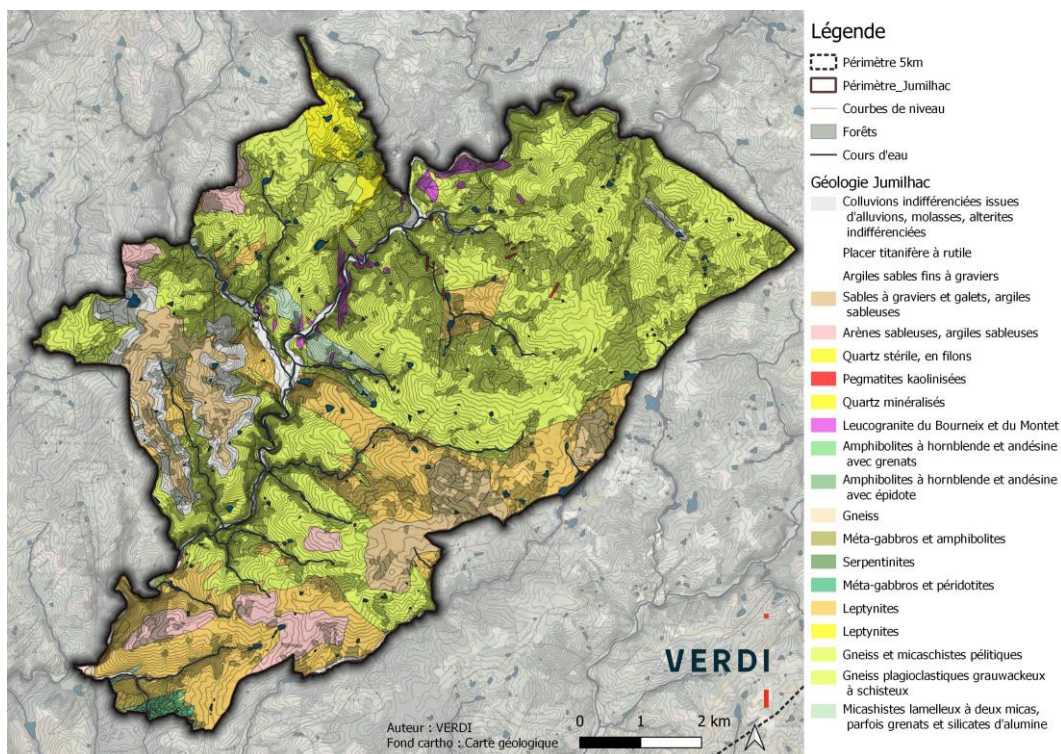 Légende
Périmètre 5km
Périmètre_Jumilhac
Courbes de niveau
Forêts
Cours d'eau
Géologie Jumilhac
Colluvions indifférenciées issues
d'alluvions, molasses, alterites
indifférenciées
Placer titanifère à rutile
Argiles sables fins à graviers
Sables à graviers et galets, argiles
sableuses
Arènes sableuses, argiles sableuses
Quartz stérile, en filons
Pegmatites kaolinisées
Quartz minéralisés
Leucogranite du Bourneix et du Montet
Amphibolites à hornblende et andésine
avec grenats
Amphibolites à hornblende et andésine
avec épidote
Gneiss
Méta-gabbros et amphibolites
Serpentinites
Méta-gabbros et péridotites
Leptynites
Leptynites
Gneiss et micaschistes pélitiques
Gneiss plagioclastiques grauwackeux
à schisteux
Micashistes lamelleux à deux micas,
parfois grenats et silicates d'alumine
VERDI
Auteur : VERDI
Fond carto : Carte géologique
0 1 2 km